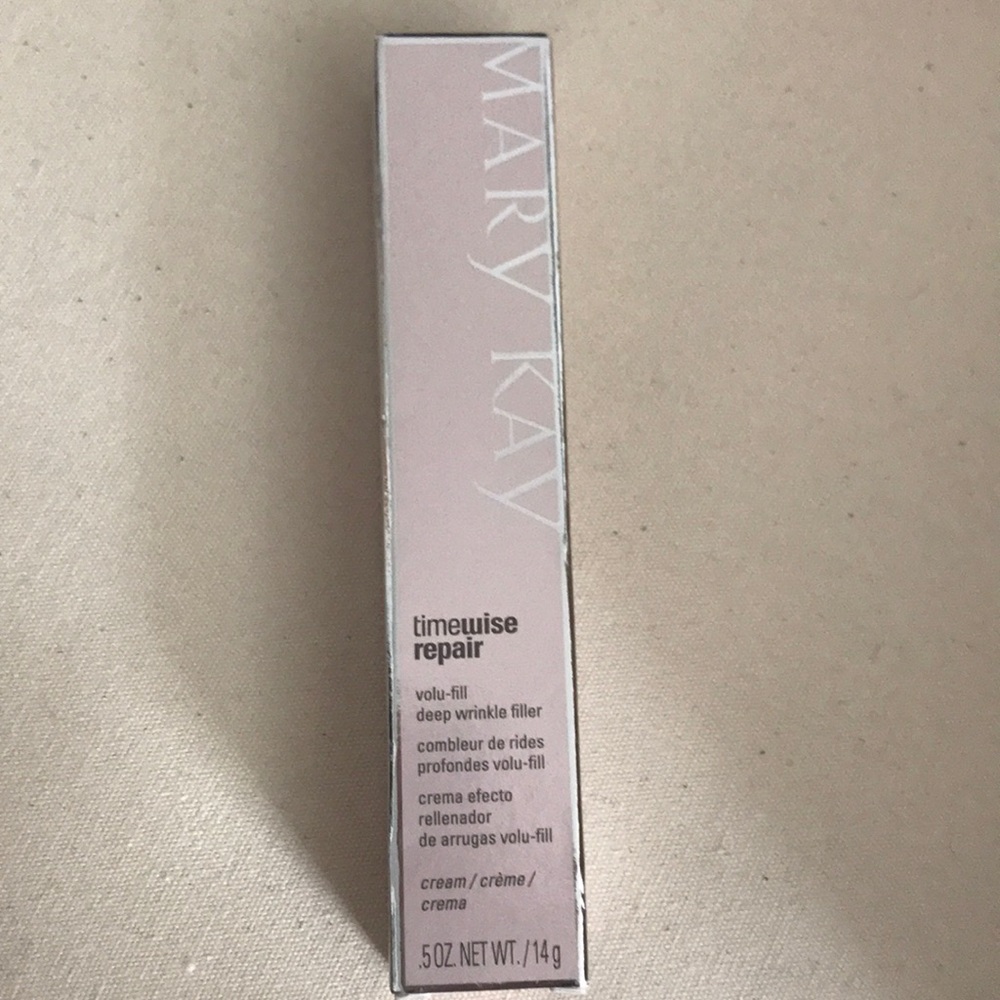 MARY KAY
timewise
repair
volu-fill
deep wrinkle filler
combleur de rides
profondes volu-fill
crema efecto
rellenador
de arrugas volu-fill
cream / crème /
crema
.5 OZ. NET WT. / 14 g